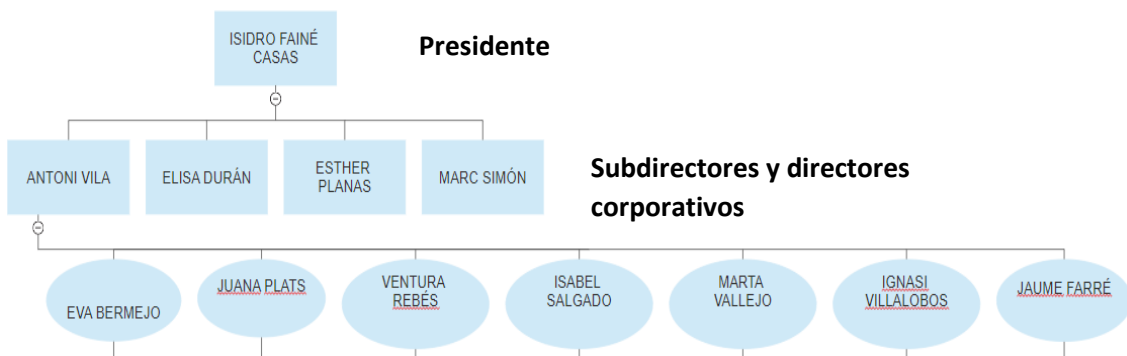 ISIDRO FAINÉ
CASAS
Presidente
ANTONI VILA
ELISA DURÁN
ESTHER
PLANAS
MARC SIMÓN
Subdirectores y directores
corporativos
EVA BERMEJO
JUANA PLATS
VENTURA
REBÉS
ISABEL
SALGADO
MARTA
VALLEJO
IGNASI
VILLALOBOS
JAUME FARRÉ